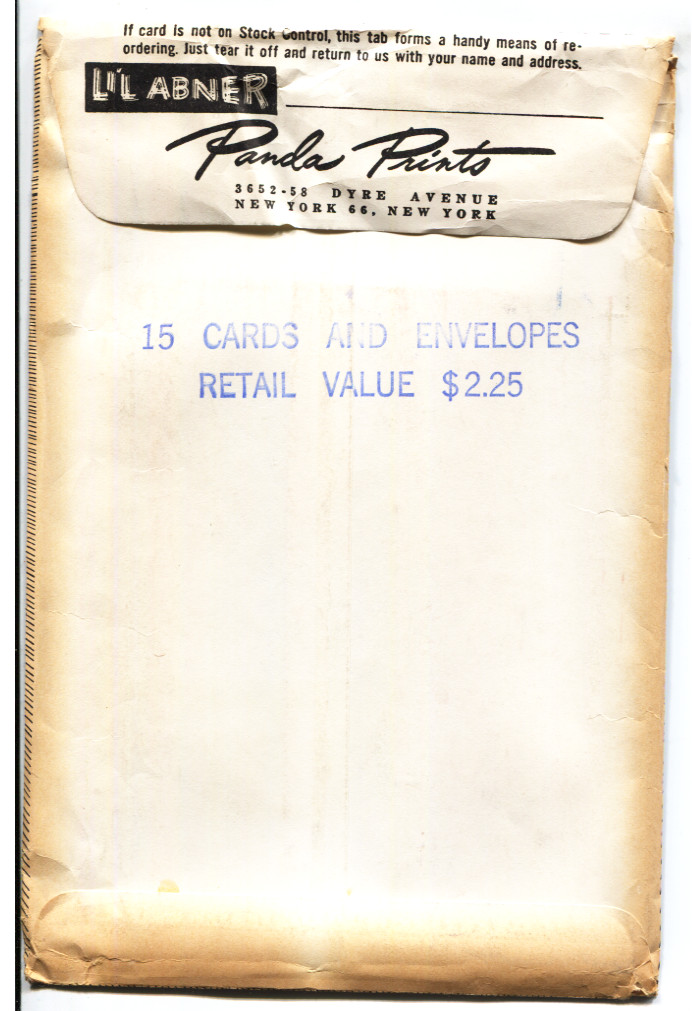 If card is not on Stock Control, this tab forms a handy means of re-
ordering. Just tear it off and return to us with your name and address.
LI'L ABNER
Panda Prints
3652-58 DYRE AVENUE
NEW YORK 66, NEW YORK
15 CARDS AND ENVELOPES
RETAIL VALUE $2.25